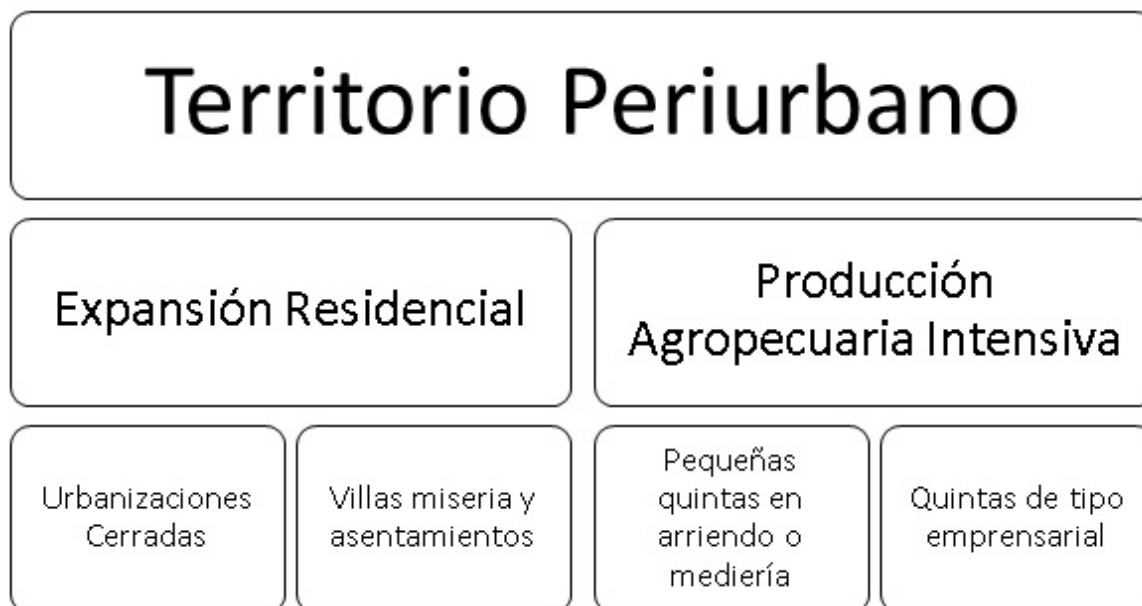 Territorio Periurbano
Expansión Residencial
Producción
Agropecuaria Intensiva
Urbanizaciones
Cerradas
Villas miseria y
asentamientos
Pequeñas
quintas en
arriendo o
mediería
Quintas de tipo
emprensarial